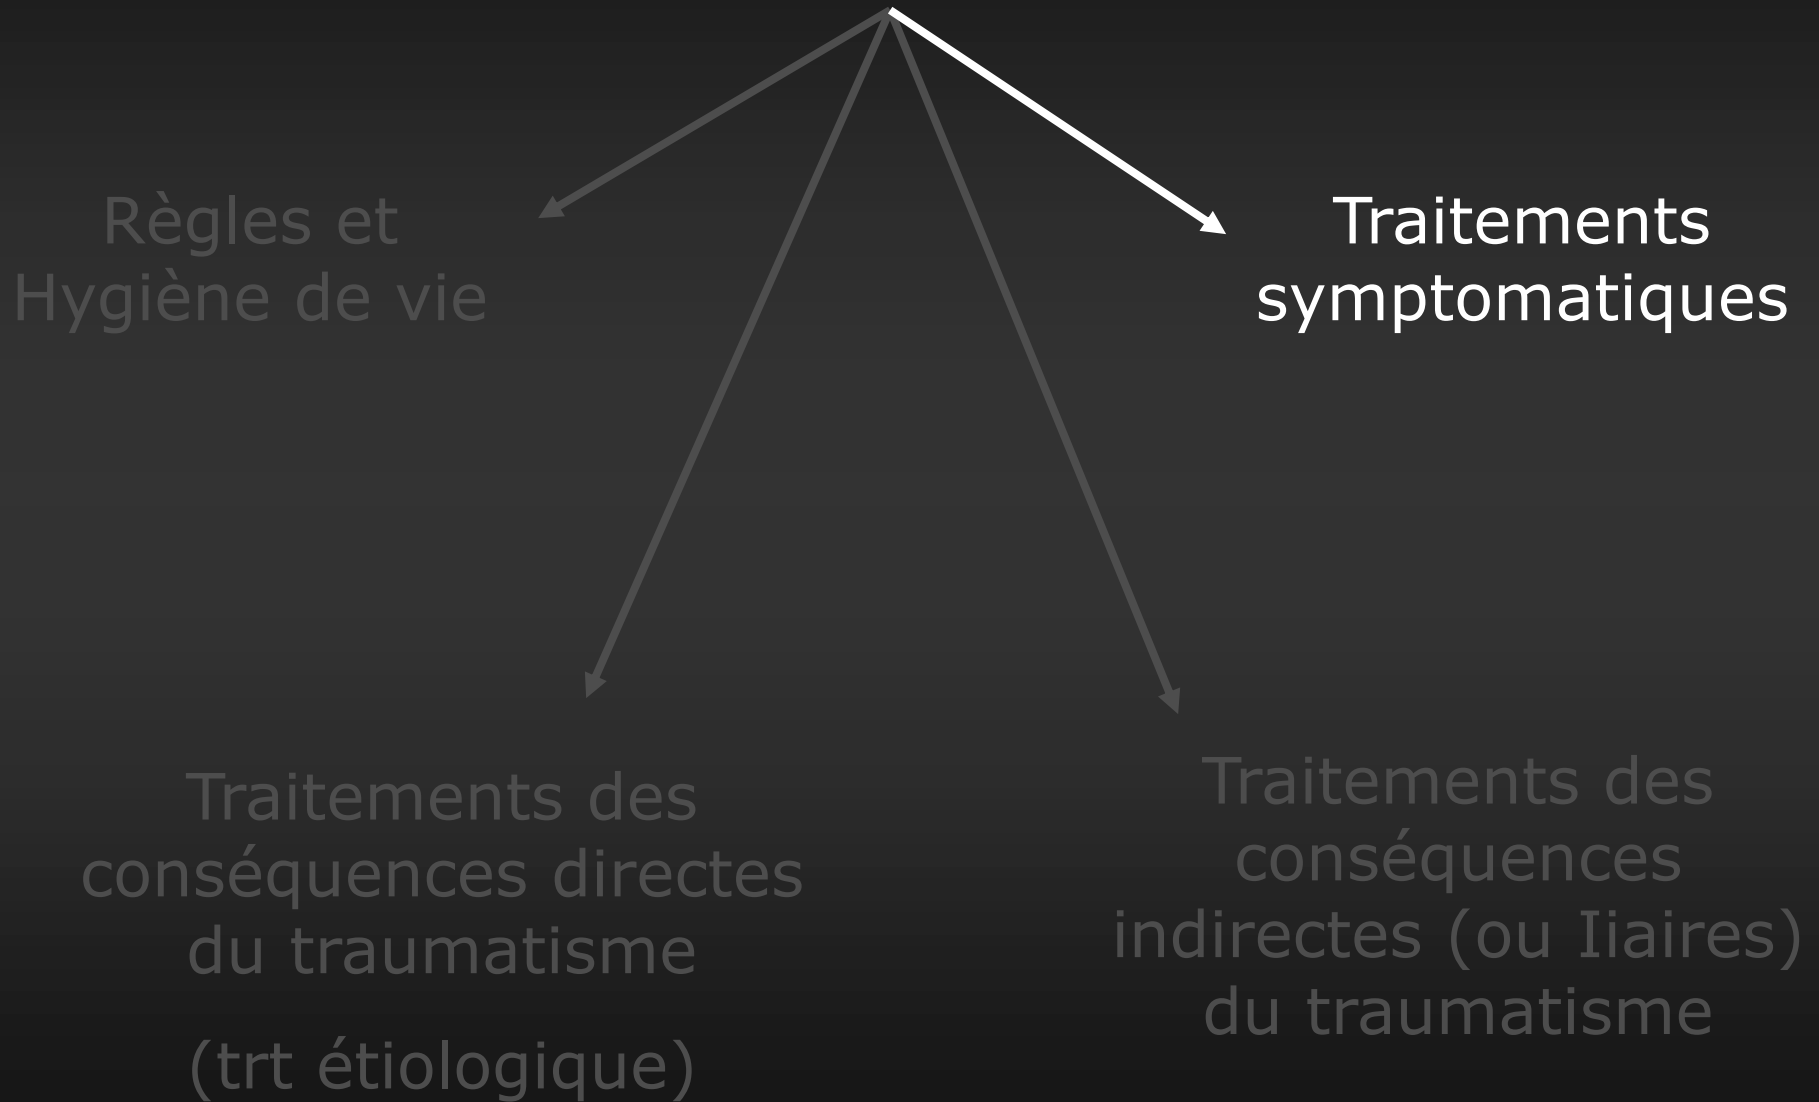 Règles et
Hygiène de vie
Traitements
symptomatiques
Traitements des
conséquences directes
du traumatisme
(trt étiologique)
Traitements des
conséquences
indirectes (ou Iiaires)
du traumatisme